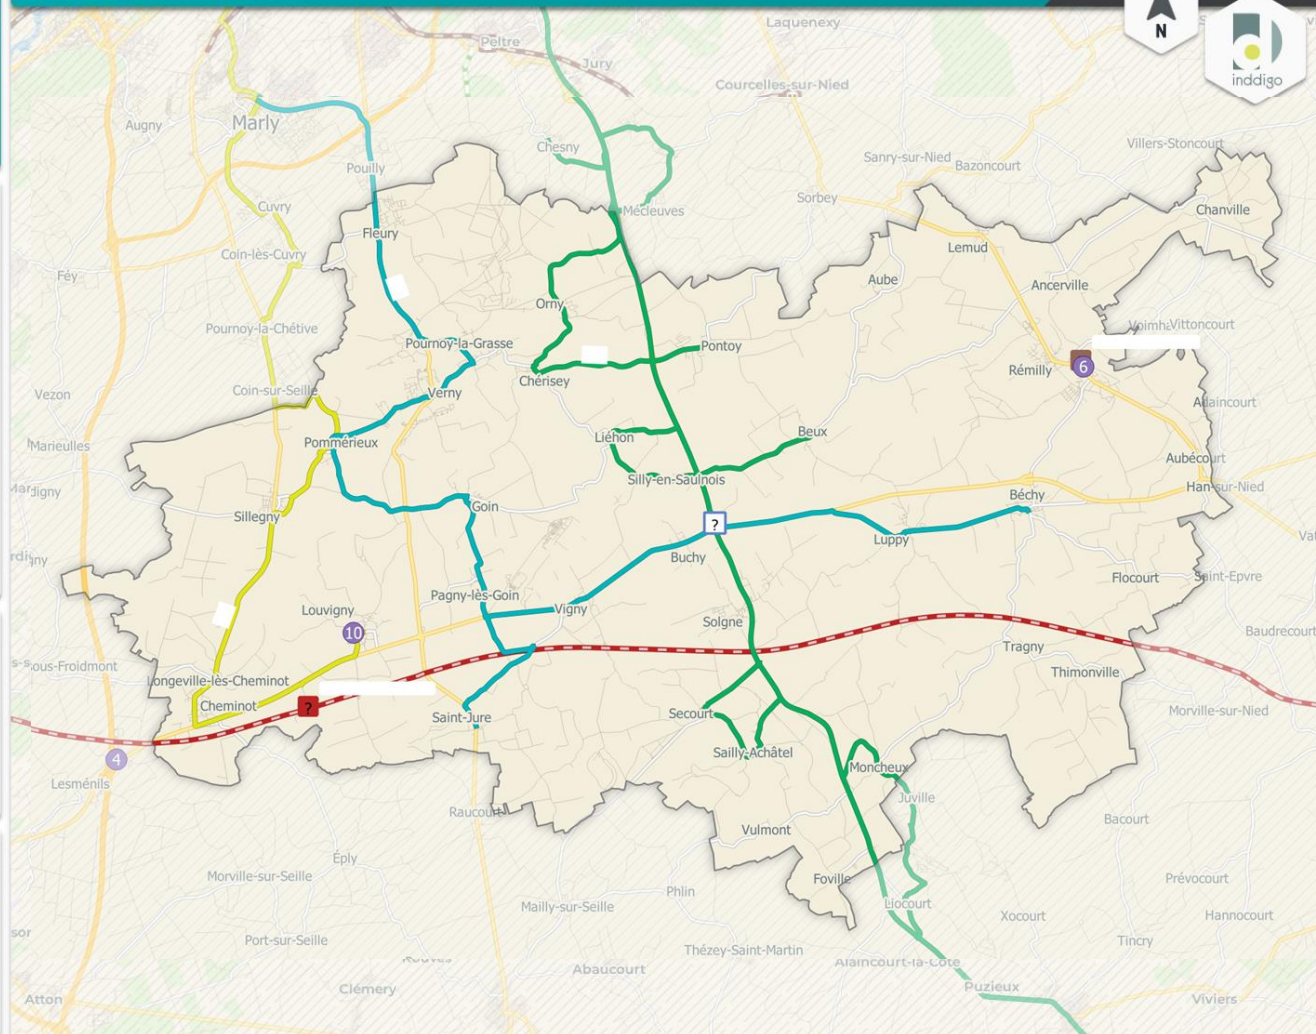 Laquenexy
N
Peltre
Jury
inddigo
Courcelles-sur-Nied
Augny
Marly
Chesny
Villers-Stoncourt
Sanry-sur-Nied
Bazoncourt
Pouilly
Sorbey
Cuvry
Mécleuves
Chanville
Fleury
Lemud
Coin-lès-Cuvry
Féy
Aube
Ancerville
Orny
Pournoy-la-Chétive
Vittoncourt
Pournoy-la-Grasse
Pontoy
Rémilly
6
Chérisey
Coin-sur-Seille
Verny
Vezon
Adaincourt
Marieulles
Pommérieux
Liéhon
Beux
Aubécourt
Silly-en-Saulnois
Han-sur-Nied
Béchy
Goin
Sillegny
?
Luppy
Buchy
Flocourt
Saint-Epvre
Pagny-lès-Goin
Louvigny
Vigny
Solgne
10
Baudrecourt
Tragny
ous-Froidmont
Thimonville
Longeville-lès-Cheminot
Cheminot
?
Secourt
Saint-Jure
Morville-sur-Nied
Sailly-Achâtel
4
Moncheux
Lesménils
Juville
Raucourt
Bacourt
Vulmont
Éply
Morville-sur-Seille
Foville
Prévocourt
Phlin
Mailly-sur-Seille
Liocourt
Xocourt
Hannocourt
Port-sur-Seille
Tincry
Thézey-Saint-Martin
Abaucourt
Alaincourt-la-Côte
Clémery
Puzieux
Atton
Viviers